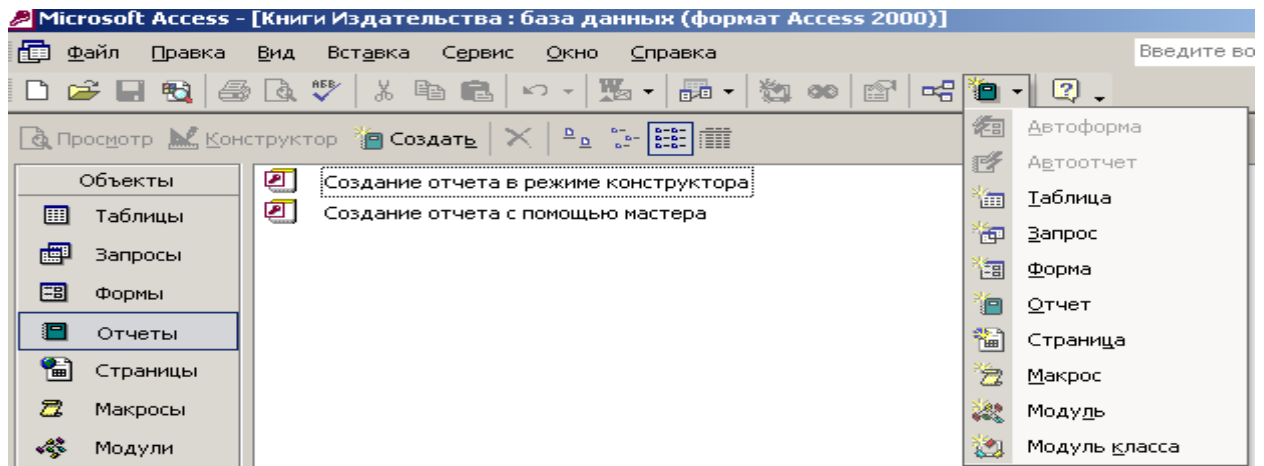 Microsoft Access - [Книги Издательства : база данных (формат Access 2000)]
Файл Правка Вид Вставка Сервис Окно Справка Введите во
Просмотр Конструктор Создать
Объекты
Таблицы
Запросы
Формы
Отчеты
Страницы
Макросы
Модули
Создание отчета в режиме конструктора
Создание отчета с помощью мастера
Автоформа
Автоотчет
Таблица
Запрос
Форма
Отчет
Страница
Макрос
Модуль
Модуль класса